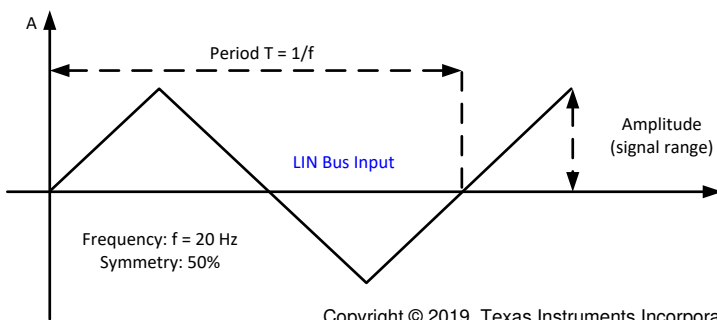 A
Period T = 1/f
Amplitude
(signal range)
LIN Bus Input
Frequency: f = 20 Hz
Symmetry: 50%
Copyright © 2019, Texas Instruments Incorpora